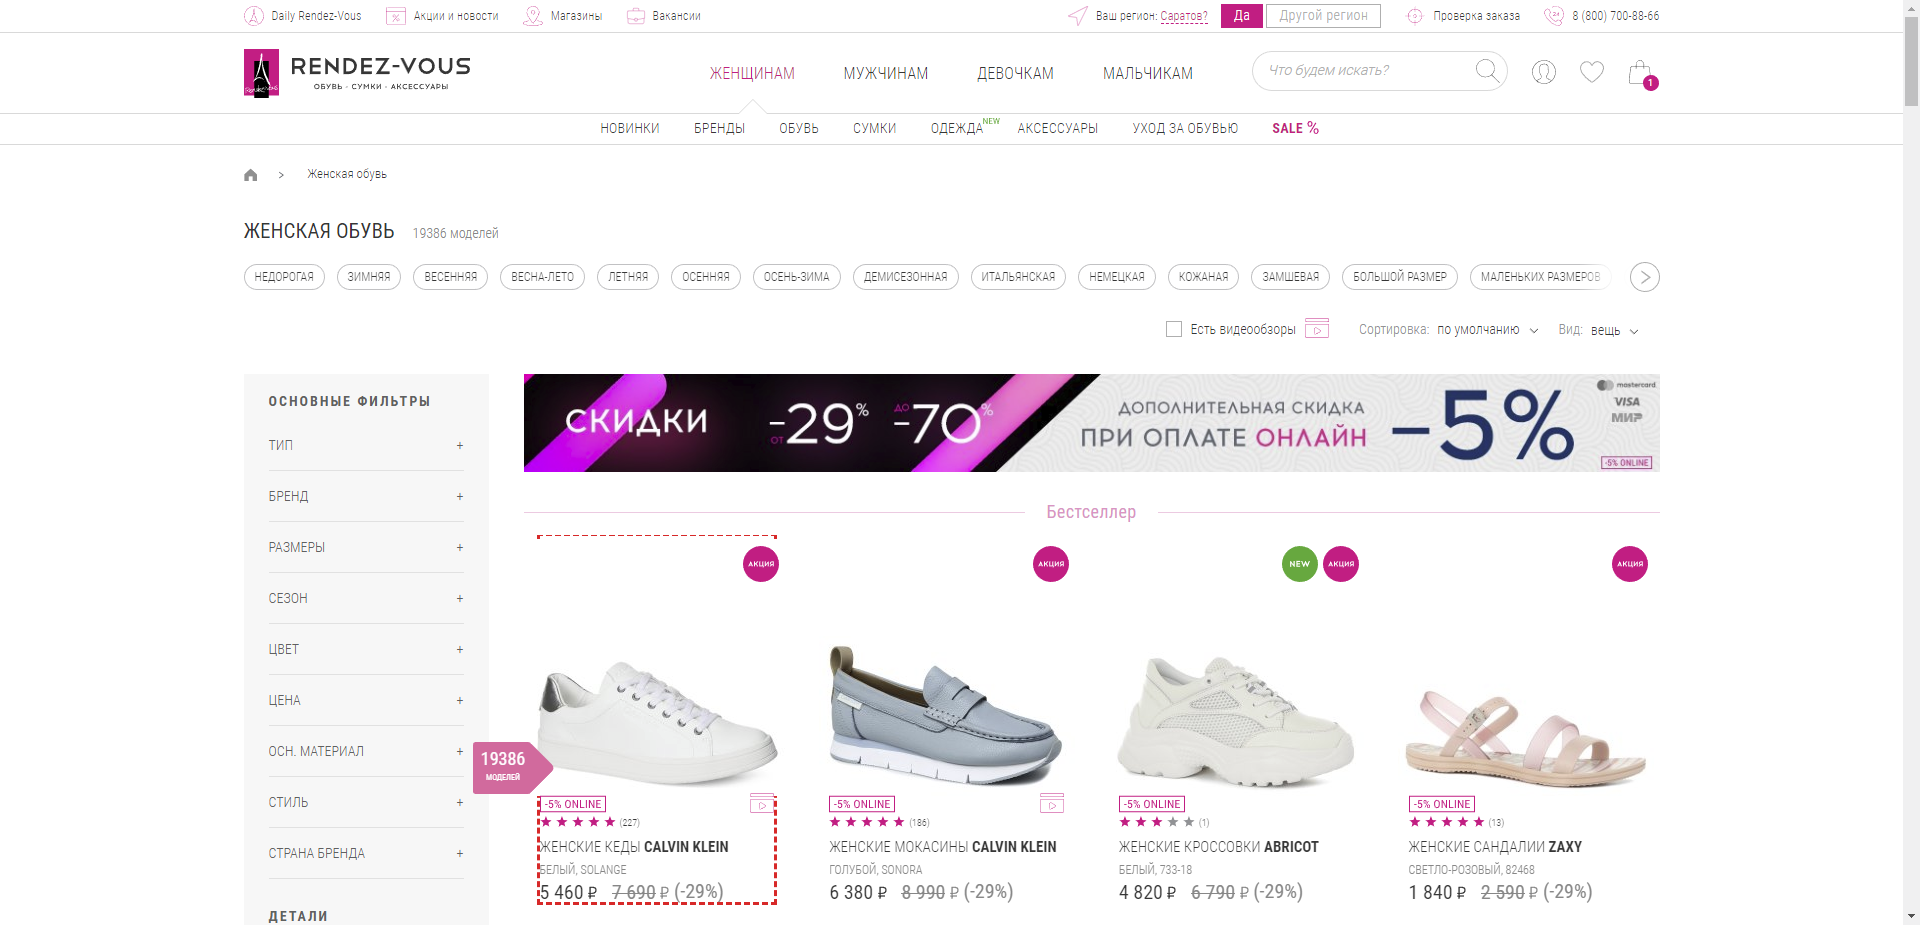 Daily Rendez-Vous Акции и новости Магазины Вакансии Ваш регион: Саратов? Да Другой регион Проверка заказа 8 (800) 700-88-66
RENDEZ-VOUS
ОБУВЬ · СУМКИ · АКСЕССУАРЫ
ЖЕНЩИНАМ МУЖЧИНАМ ДЕВОЧКАМ МАЛЬЧИКАМ
Что будем искать?
1
НОВИНКИ БРЕНДЫ ОБУВЬ СУМКИ ОДЕЖДА NEW АКСЕССУАРЫ УХОД ЗА ОБУВЬЮ SALE %
> Женская обувь
ЖЕНСКАЯ ОБУВЬ 19386 моделей
НЕДОРОГАЯ ЗИМНЯЯ ВЕСЕННЯЯ ВЕСНА-ЛЕТО ЛЕТНЯЯ ОСЕННЯЯ ОСЕНЬ-ЗИМА ДЕМИСЕЗОННАЯ ИТАЛЬЯНСКАЯ НЕМЕЦКАЯ КОЖАНАЯ ЗАМШЕВАЯ БОЛЬШОЙ РАЗМЕР МАЛЕНЬКИХ РАЗМЕРОВ
Есть видеообзоры Сортировка: по умолчанию Вид: вещь
ОСНОВНЫЕ ФИЛЬТРЫ
ТИП +
БРЕНД +
РАЗМЕРЫ +
СЕЗОН +
ЦВЕТ +
ЦЕНА +
ОСН. МАТЕРИАЛ +
СТИЛЬ +
СТРАНА БРЕНДА +
ДЕТАЛИ
19386
МОДЕЛЕЙ
СКИДКИ ОТ -29% ДО -70%
ДОПОЛНИТЕЛЬНАЯ СКИДКА
ПРИ ОПЛАТЕ ОНЛАЙН -5%
mastercard
VISA
МИР
-5% ONLINE
Бестселлер
АКЦИЯ
-5% ONLINE
(227)
ЖЕНСКИЕ КЕДЫ CALVIN KLEIN
БЕЛЫЙ, SOLANGE
5 460 ₽ 7 690 ₽ (-29%)
АКЦИЯ
-5% ONLINE
(186)
ЖЕНСКИЕ МОКАСИНЫ CALVIN KLEIN
ГОЛУБОЙ, SONORA
6 380 ₽ 8 990 ₽ (-29%)
NEW АКЦИЯ
-5% ONLINE
(1)
ЖЕНСКИЕ КРОССОВКИ ABRICOT
БЕЛЫЙ, 733-18
4 820 ₽ 6 790 ₽ (-29%)
АКЦИЯ
-5% ONLINE
(13)
ЖЕНСКИЕ САНДАЛИИ ZAXY
СВЕТЛО-РОЗОВЫЙ, 82468
1 840 ₽ 2 590 ₽ (-29%)